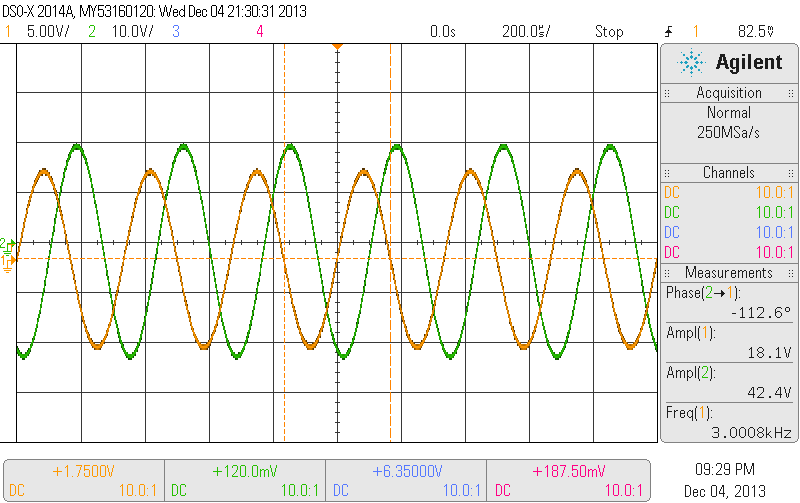 DSO-X 2014A, MY53160120: Wed Dec 04 21:30:31 2013
1 5.00V/ 2 10.0V/ 3 4 0.0s 200.0s/ Stop 1 82.5%
Agilent
Acquisition
Normal
250MSa/s
Channels
DC 10.0:1
DC 10.0:1
DC 10.0:1
DC 10.0:1
Measurements
Phase(2→1):
-112.6°
Ampl(1):
18.1V
Ampl(2):
42.4V
Freq(1):
3.0008kHz
2
1
+1.7500V +120.0mV +6.35000V +187.50mV
DC 10.0:1 DC 10.0:1 DC 10.0:1 DC 10.0:1
09:29 PM
Dec 04, 2013